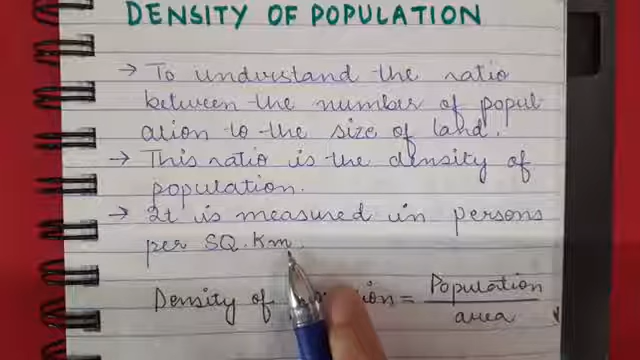 DENSITY OF POPULATION
→ To understand the ratio
between the number of popul
ation to the size of land.
→ This ratio is the density of
population.
→ It is measured in persons
per SQ.Km.
Density of = Population
area